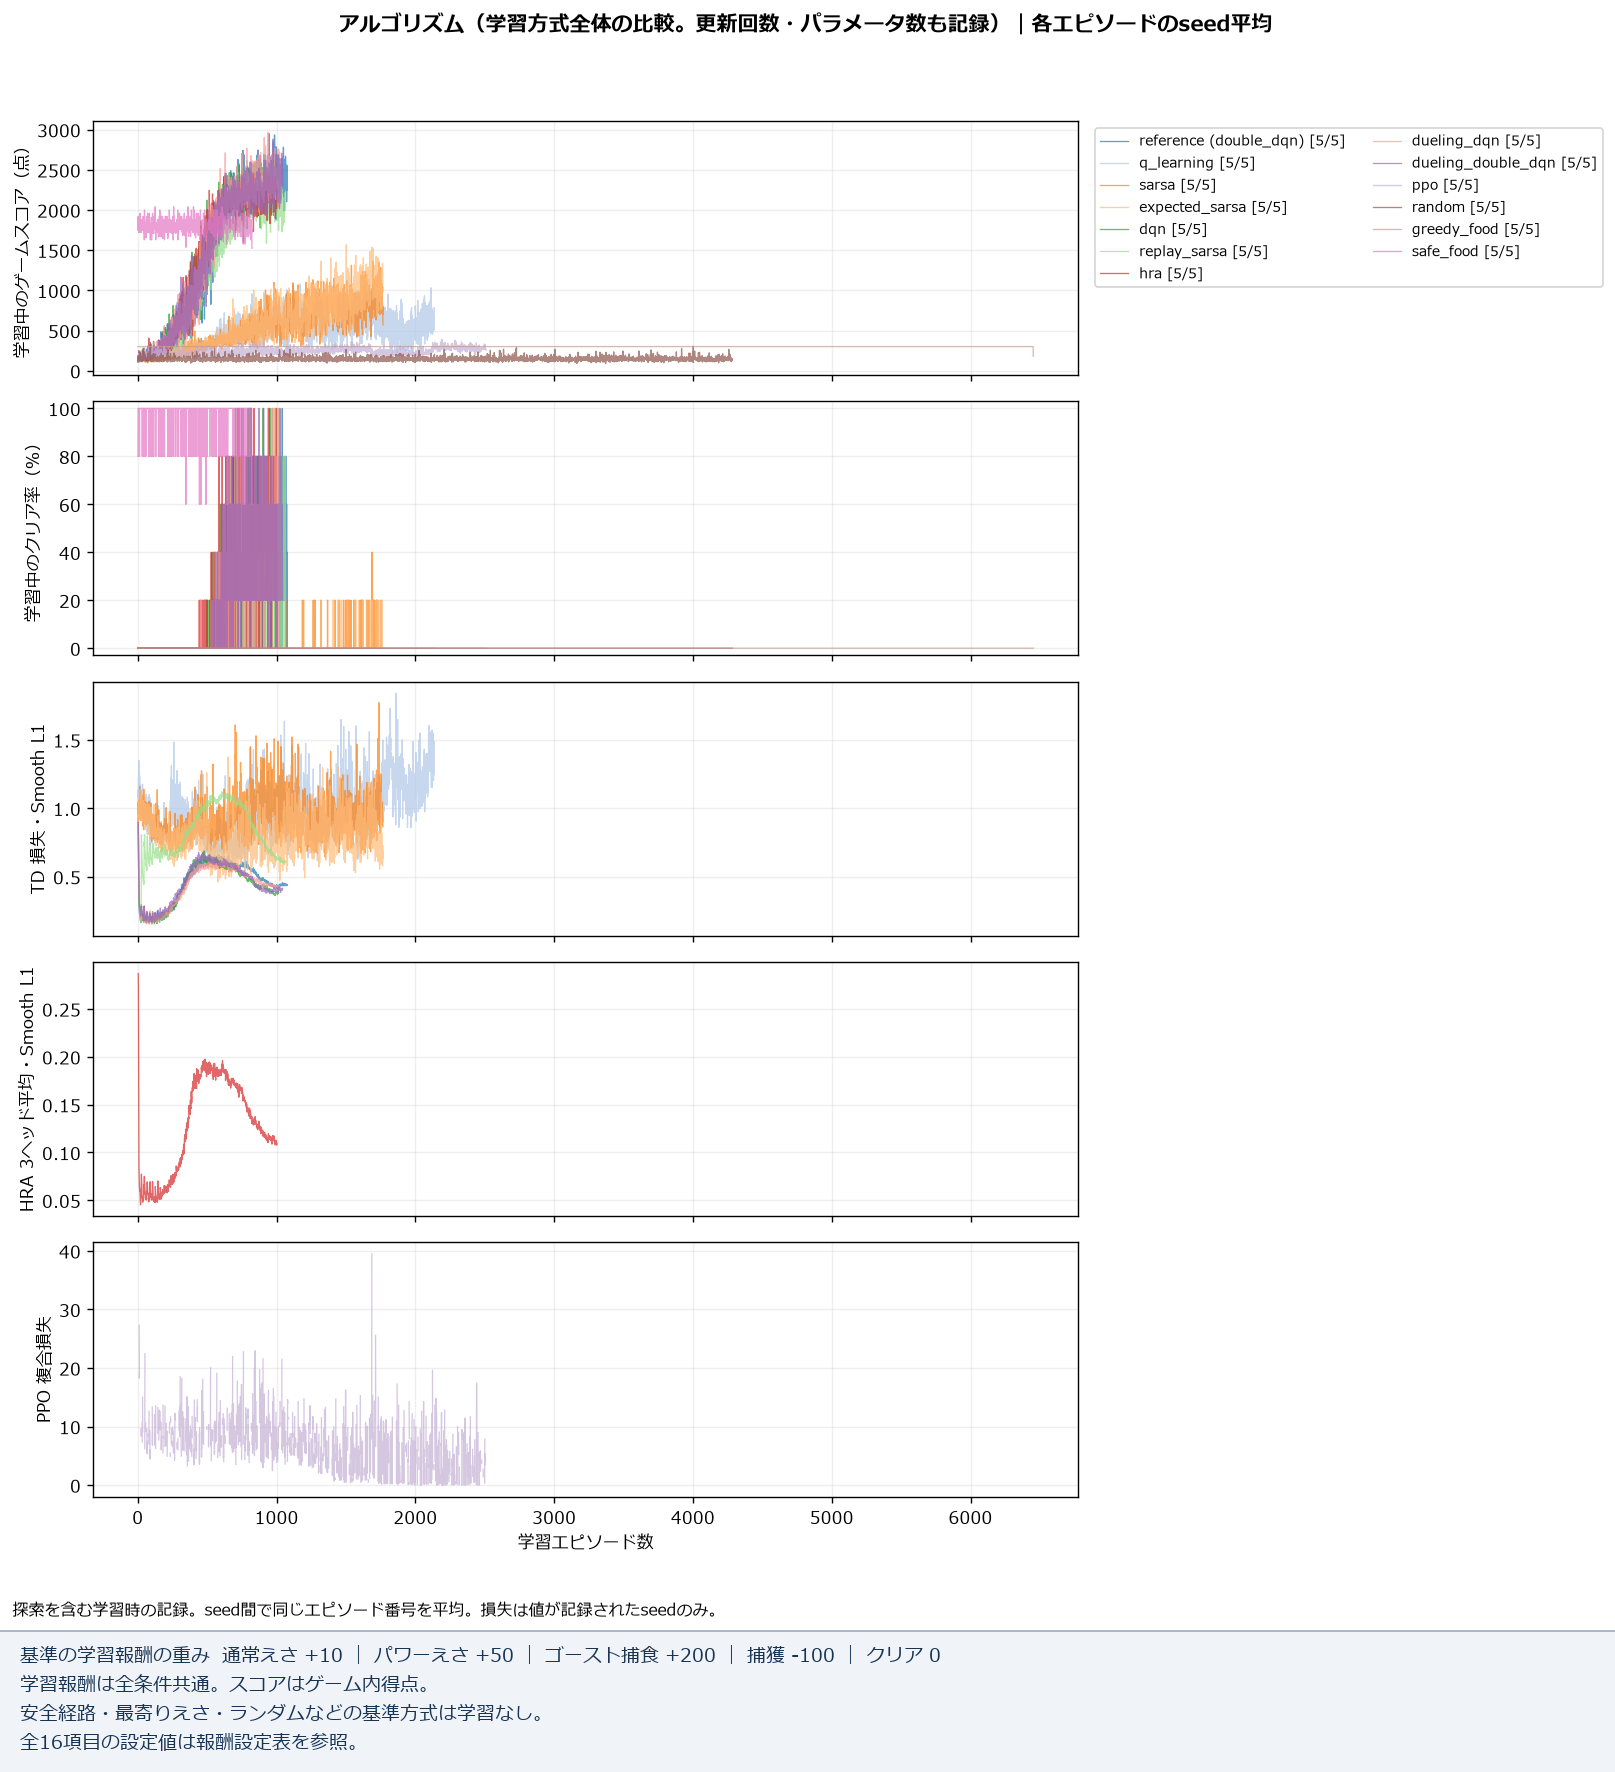 アルゴリズム（学習方式全体の比較。更新回数・パラメータ数も記録）｜各エピソードのseed平均
学習中のゲームスコア（点）
3000
2500
2000
1500
1000
500
0
reference (double_dqn) [5/5]
q_learning [5/5]
sarsa [5/5]
expected_sarsa [5/5]
dqn [5/5]
replay_sarsa [5/5]
hra [5/5]
dueling_dqn [5/5]
dueling_double_dqn [5/5]
ppo [5/5]
random [5/5]
greedy_food [5/5]
safe_food [5/5]
学習中のクリア率（%）
100
80
60
40
20
0
TD 損失・Smooth L1
1.5
1.0
0.5
HRA 3ヘッド平均・Smooth L1
0.25
0.20
0.15
0.10
0.05
PPO 複合損失
40
30
20
10
0
0 1000 2000 3000 4000 5000 6000
学習エピソード数
探索を含む学習時の記録。seed間で同じエピソード番号を平均。損失は値が記録されたseedのみ。
基準の学習報酬の重み 通常えさ +10 ｜ パワーえさ +50 ｜ ゴースト捕食 +200 ｜ 捕獲 -100 ｜ クリア 0
学習報酬は全条件共通。スコアはゲーム内得点。
安全経路・最寄りえさ・ランダムなどの基準方式は学習なし。
全16項目の設定値は報酬設定表を参照。